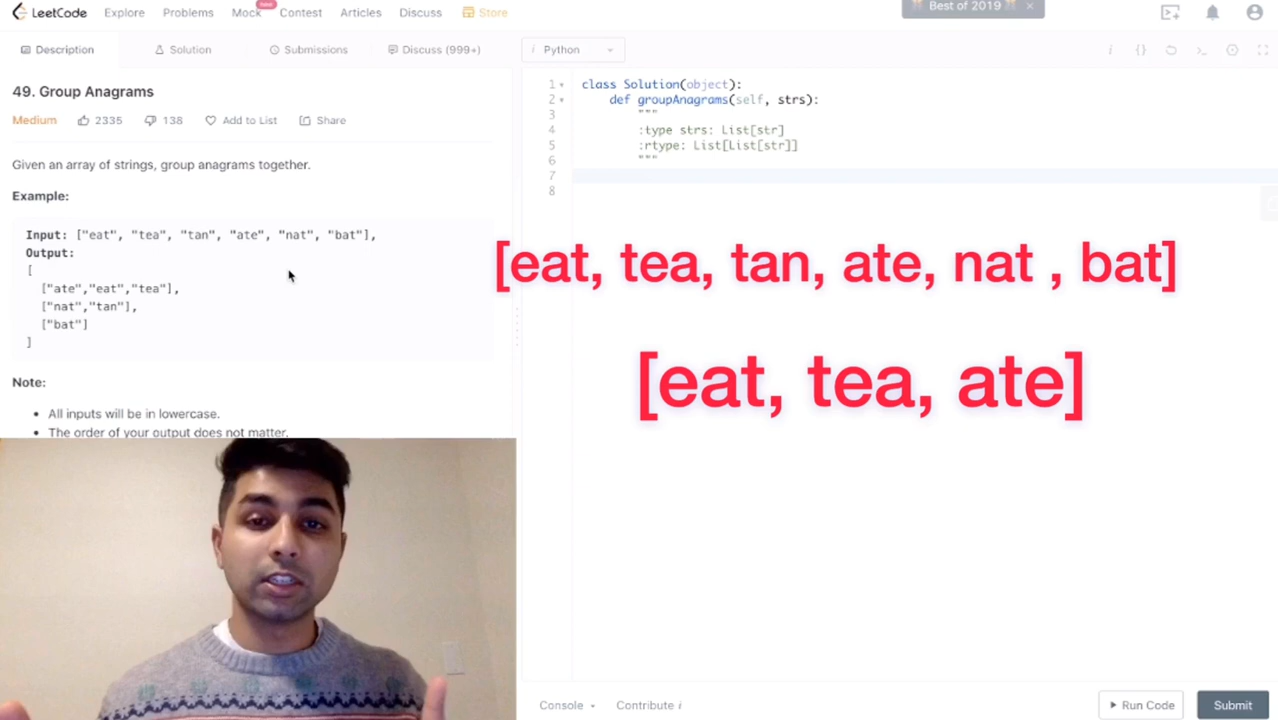 LeetCode Explore Problems Mock new Contest Articles Discuss Store
Best of 2019
Description Solution Submissions Discuss (999+)
i Python
49. Group Anagrams
Medium 2335 138 Add to List Share
Given an array of strings, group anagrams together.
Example:
Input: ["eat", "tea", "tan", "ate", "nat", "bat"],
Output:
[
["ate","eat","tea"],
["nat","tan"],
["bat"]
]
Note:
• All inputs will be in lowercase.
• The order of your output does not matter.
1 class Solution(object):
2 def groupAnagrams(self, strs):
3 """
4 :type strs: List[str]
5 :rtype: List[List[str]]
6 """
7
8
[eat, tea, tan, ate, nat , bat]
[eat, tea, ate]
Console Contribute i
Run Code Submit